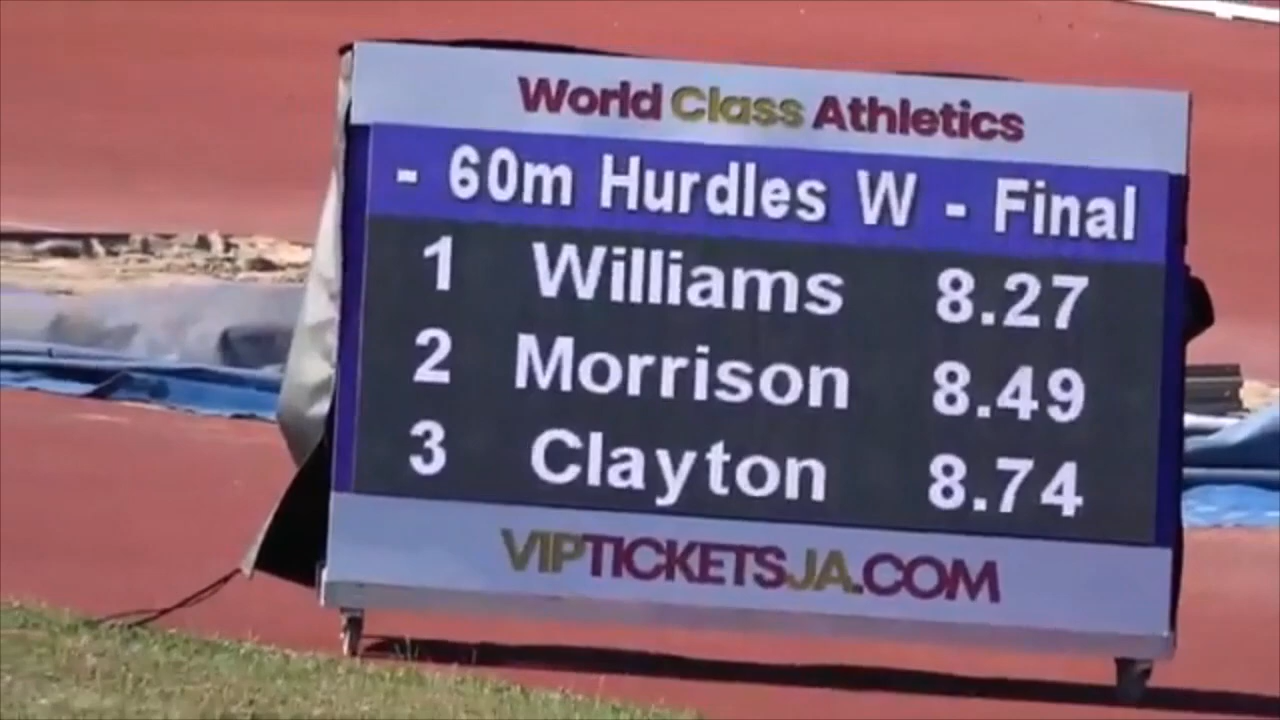 World Class Athletics
- 60m Hurdles W - Final
1 Williams 8.27
2 Morrison 8.49
3 Clayton 8.74
VIPTICKETSJA.COM